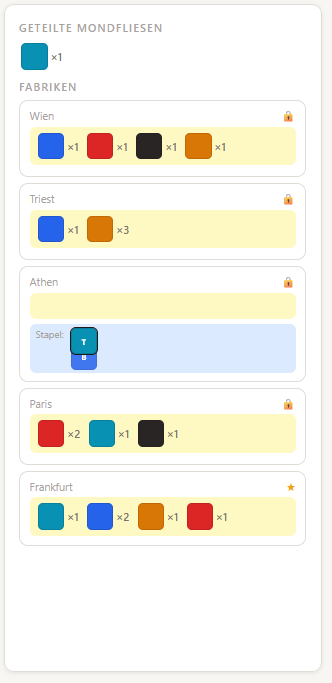 GETEILTE MONDFLIESEN
×1
FABRIKEN
Wien
×1 ×1 ×1 ×1
Triest
×1 ×3
Athen
Stapel: T
B
Paris
×2 ×1 ×1
Frankfurt
×1 ×2 ×1 ×1